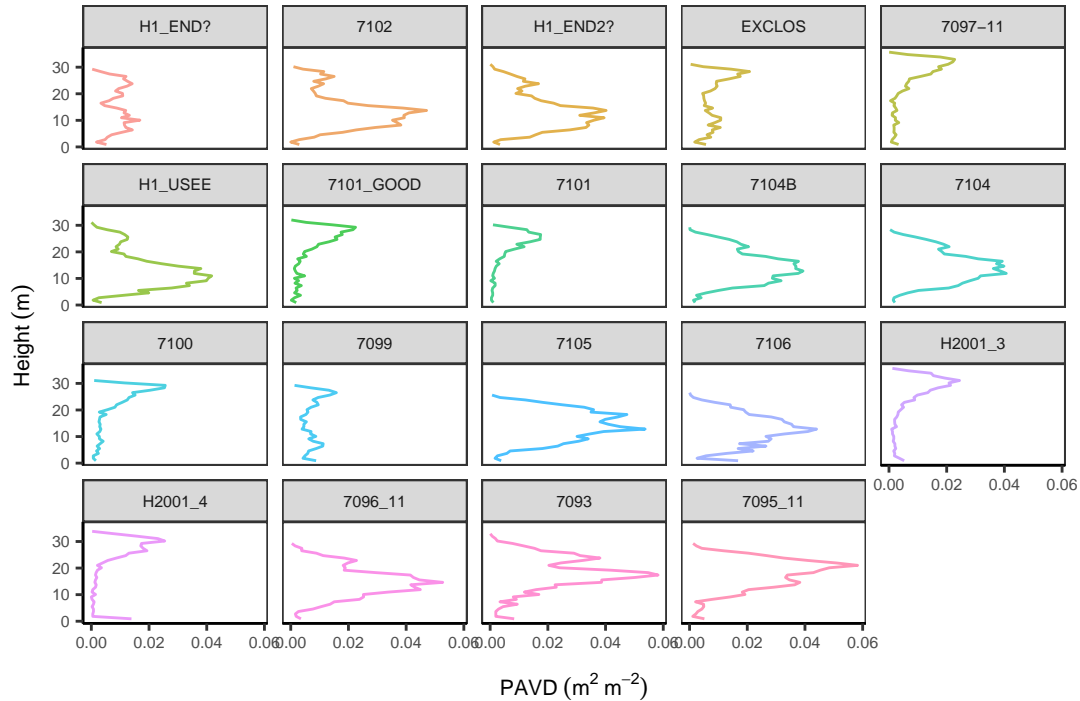 H1_END? 7102 H1_END2? EXCLOS 7097−11
30
20
10
0
H1_USEE 7101_GOOD 7101 7104B 7104
30
20
10
0
7100 7099 7105 7106 H2001_3
30
20
10
0
0.00 0.02 0.04 0.06
H2001_4 7096_11 7093 7095_11
30
20
10
0
0.00 0.02 0.04 0.06 0.00 0.02 0.04 0.06 0.00 0.02 0.04 0.06 0.00 0.02 0.04 0.06
Height (m)
PAVD (m² m⁻²)